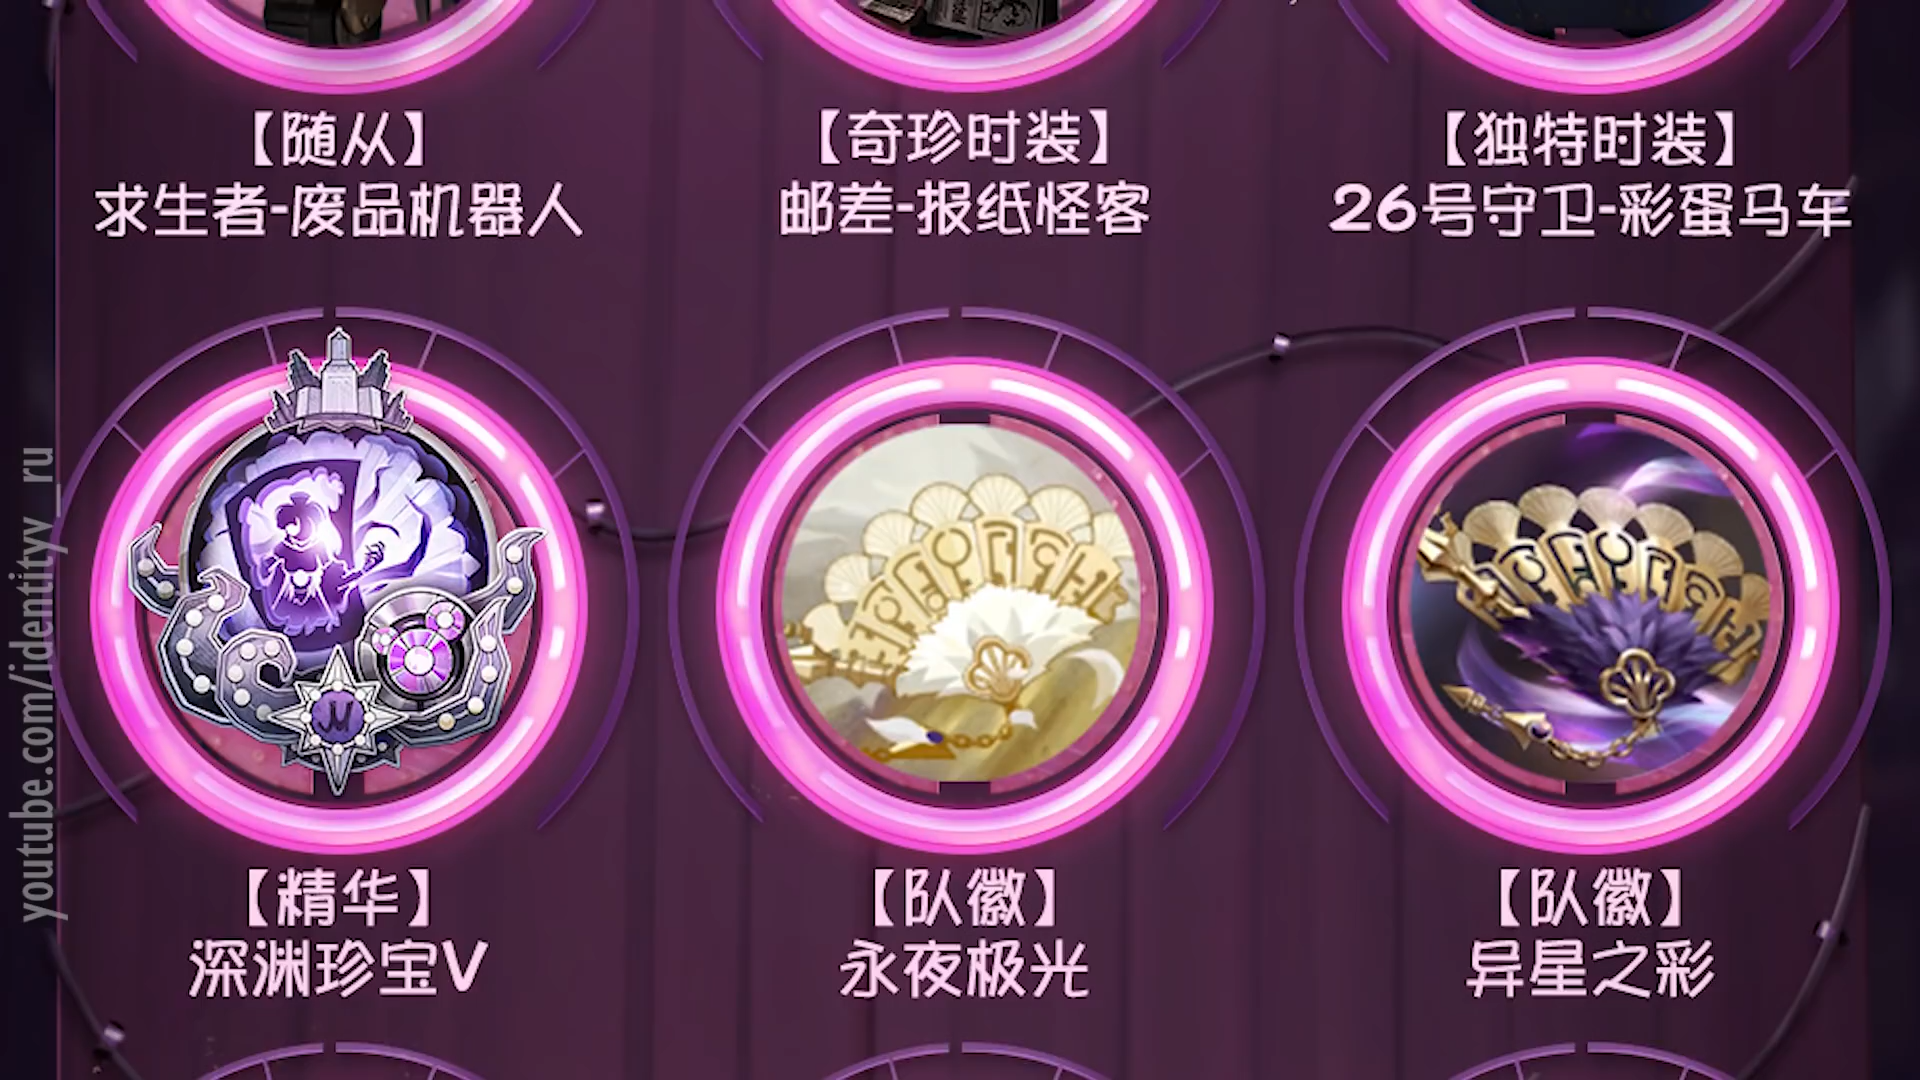 【随从】
求生者-废品机器人
【奇珍时装】
邮差-报纸怪客
【独特时装】
26号守卫-彩蛋马车
【精华】
深渊珍宝V
【队徽】
永夜极光
【队徽】
异星之彩
youtube.com/identityy_ru